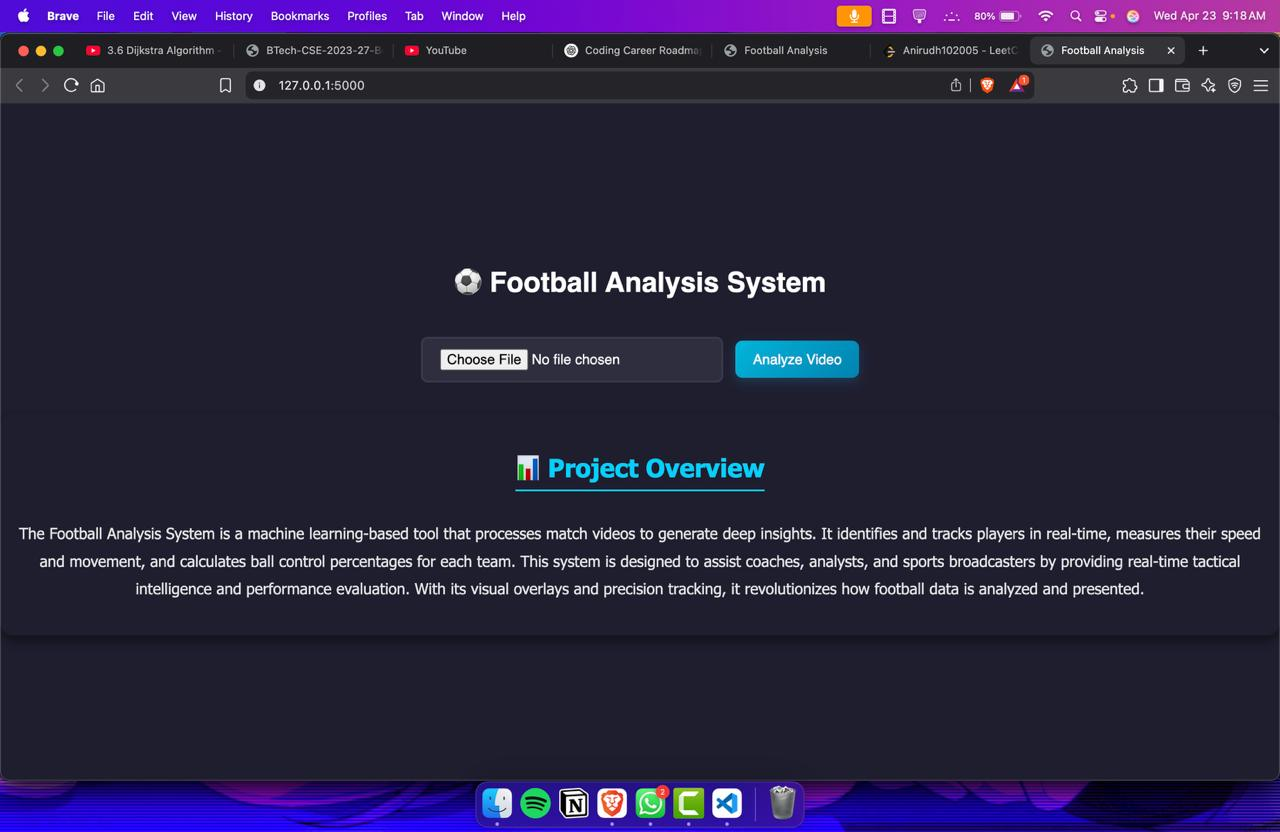 Brave File Edit View History Bookmarks Profiles Tab Window Help 80% Wed Apr 23 9:18 AM
3.6 Dijkstra Algorithm - BTech-CSE-2023-27-B YouTube Coding Career Roadma Football Analysis Anirudh102005 - LeetC Football Analysis
127.0.0.1:5000 1
⚽ Football Analysis System
Choose File No file chosen Analyze Video
📊 Project Overview
The Football Analysis System is a machine learning-based tool that processes match videos to generate deep insights. It identifies and tracks players in real-time, measures their speed
and movement, and calculates ball control percentages for each team. This system is designed to assist coaches, analysts, and sports broadcasters by providing real-time tactical
intelligence and performance evaluation. With its visual overlays and precision tracking, it revolutionizes how football data is analyzed and presented.
2